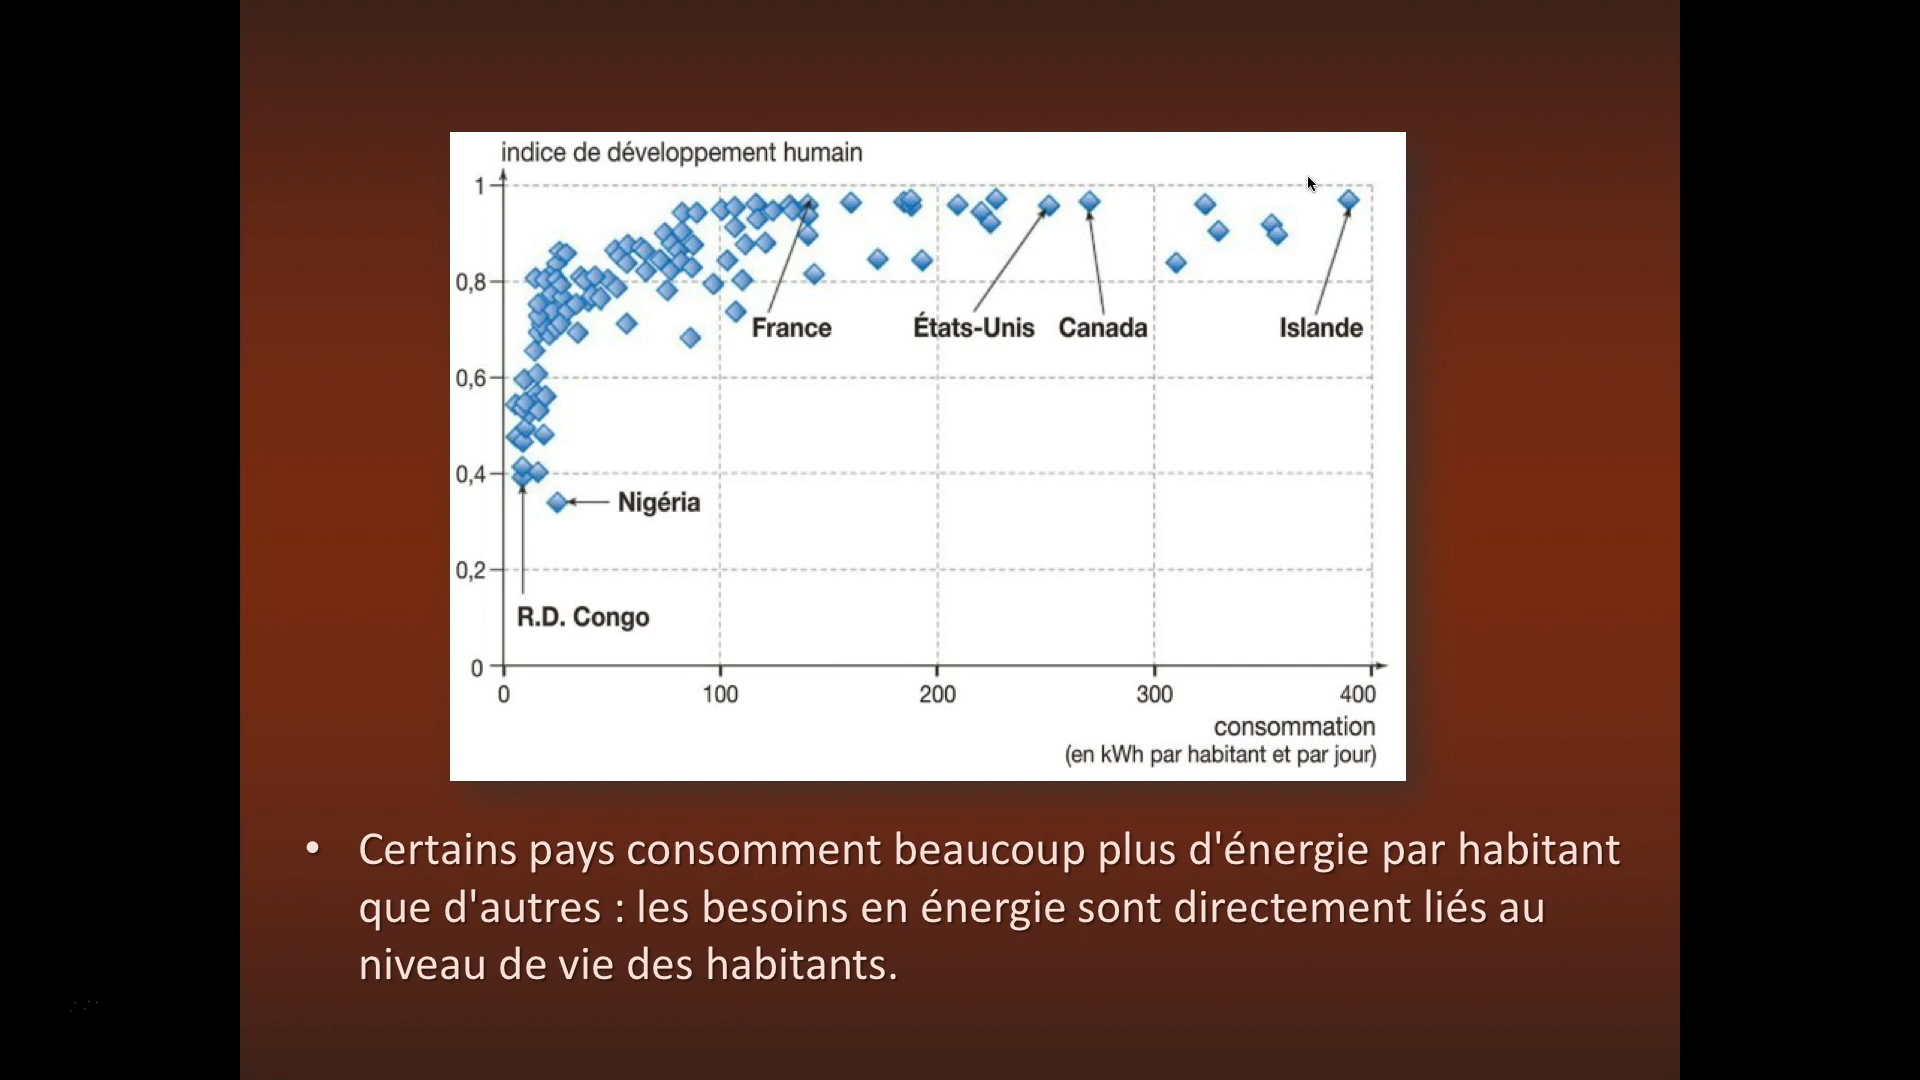 indice de développement humain
1
0,8
France
États-Unis
Canada
Islande
0,6
0,4
Nigéria
0,2
R.D. Congo
0
0
100
200
300
400
consommation
(en kWh par habitant et par jour)
• Certains pays consomment beaucoup plus d'énergie par habitant
que d'autres : les besoins en énergie sont directement liés au
niveau de vie des habitants.